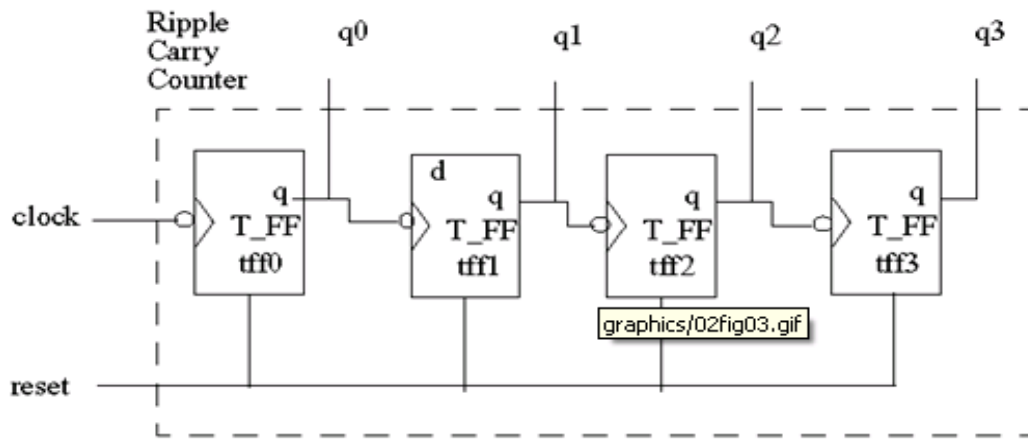 Ripple
Carry
Counter
q0
q1
q2
q3
d
q
q
q
q
clock
T_FF
T_FF
T_FF
T_FF
tff0
tff1
tff2
tff3
graphics/02fig03.gif
reset